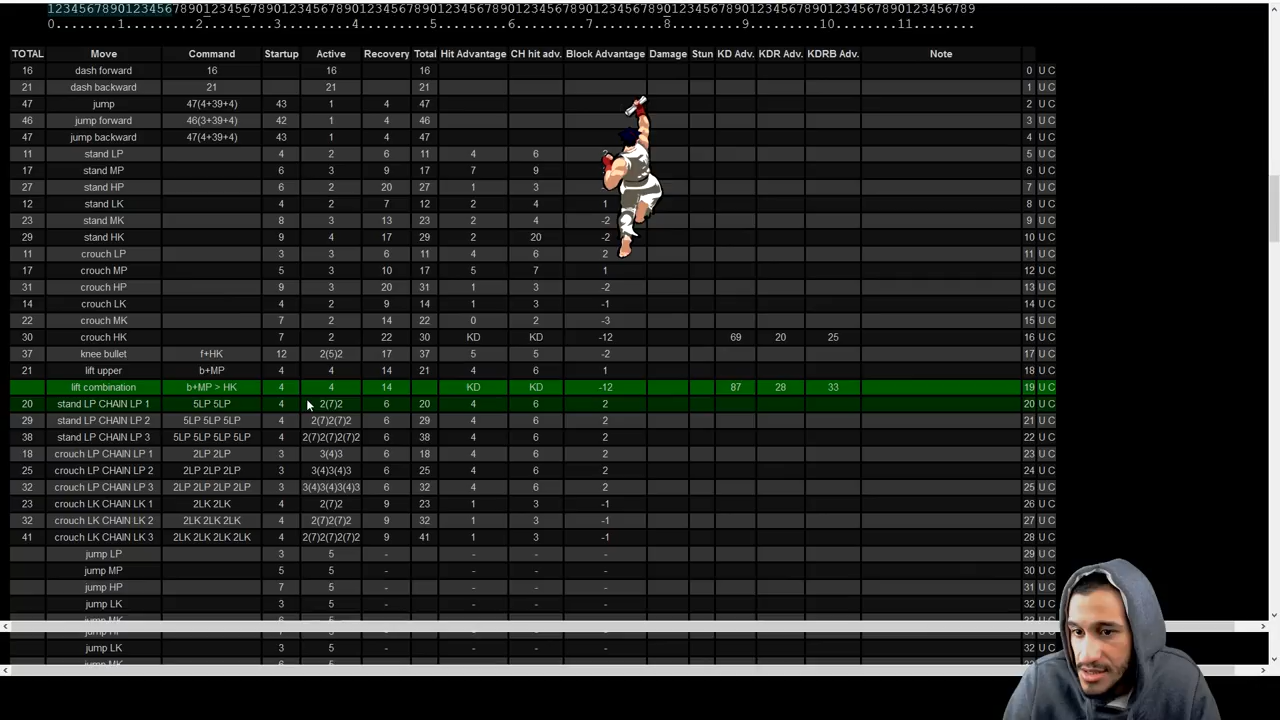 123456789012345678901234567890123456789012345678901234567890123456789012345678901234567890123456789012345678901234567890123456789
0.........1.........2.........3.........4.........5.........6.........7.........8.........9.........10........11.......
TOTAL Move Command Startup Active Recovery Total Hit Advantage CH hit adv. Block Advantage Damage Stun KD Adv. KDR Adv. KDRB Adv. Note
16 dash forward 16 16 16 0 U C
21 dash backward 21 21 21 1 U C
47 jump 47(4+39+4) 43 1 4 47 2 U C
46 jump forward 46(3+39+4) 42 1 4 46 3 U C
47 jump backward 47(4+39+4) 43 1 4 47 4 U C
11 stand LP 4 2 6 11 4 6 5 U C
17 stand MP 6 3 9 17 7 9 6 U C
27 stand HP 6 2 20 27 1 3 7 U C
12 stand LK 4 2 7 12 2 4 1 8 U C
23 stand MK 8 3 13 23 2 4 -2 9 U C
29 stand HK 9 4 17 29 2 20 -2 10 U C
11 crouch LP 3 3 6 11 4 6 2 11 U C
17 crouch MP 5 3 10 17 5 7 1 12 U C
31 crouch HP 9 3 20 31 1 3 -2 13 U C
14 crouch LK 4 2 9 14 1 3 -1 14 U C
22 crouch MK 7 2 14 22 0 2 -3 15 U C
30 crouch HK 7 2 22 30 KD KD -12 69 20 25 16 U C
37 knee bullet f+HK 12 2(5)2 17 37 5 5 -2 17 U C
21 lift upper b+MP 4 4 14 21 4 6 1 18 U C
lift combination b+MP > HK 4 4 14 KD KD -12 87 28 33 19 U C
20 stand LP CHAIN LP 1 5LP 5LP 4 2(7)2 6 20 4 6 2 20 U C
29 stand LP CHAIN LP 2 5LP 5LP 5LP 4 2(7)2(7)2 6 29 4 6 2 21 U C
38 stand LP CHAIN LP 3 5LP 5LP 5LP 5LP 4 2(7)2(7)2(7)2 6 38 4 6 2 22 U C
18 crouch LP CHAIN LP 1 2LP 2LP 3 3(4)3 6 18 4 6 2 23 U C
25 crouch LP CHAIN LP 2 2LP 2LP 2LP 3 3(4)3(4)3 6 25 4 6 2 24 U C
32 crouch LP CHAIN LP 3 2LP 2LP 2LP 2LP 3 3(4)3(4)3(4)3 6 32 4 6 2 25 U C
23 crouch LK CHAIN LK 1 2LK 2LK 4 2(7)2 9 23 1 3 -1 26 U C
32 crouch LK CHAIN LK 2 2LK 2LK 2LK 4 2(7)2(7)2 9 32 1 3 -1 27 U C
41 crouch LK CHAIN LK 3 2LK 2LK 2LK 2LK 4 2(7)2(7)2(7)2 9 41 1 3 -1 28 U C
jump LP 3 5 - - - - 29 U C
jump MP 5 5 - - - - 30 U C
jump HP 7 5 - - - - 31 U C
jump LK 3 5 - - - - 32 U C
jump LK 3 5 - - - - 32 U C